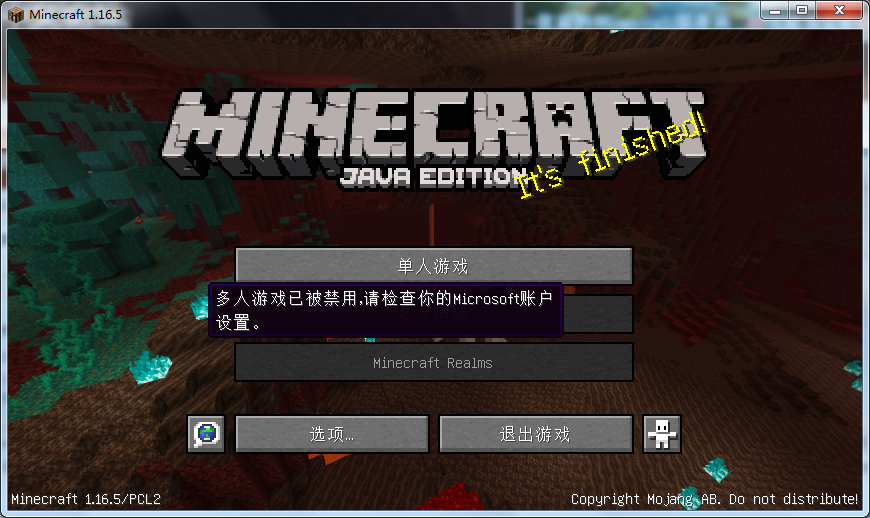 Minecraft 1.16.5
MINECRAFT
JAVA EDITION
It's finished!
单人游戏
多人游戏已被禁用,请检查你的Microsoft账户
设置。
Minecraft Realms
选项...
退出游戏
Minecraft 1.16.5/PCL2
Copyright Mojang AB. Do not distribute!